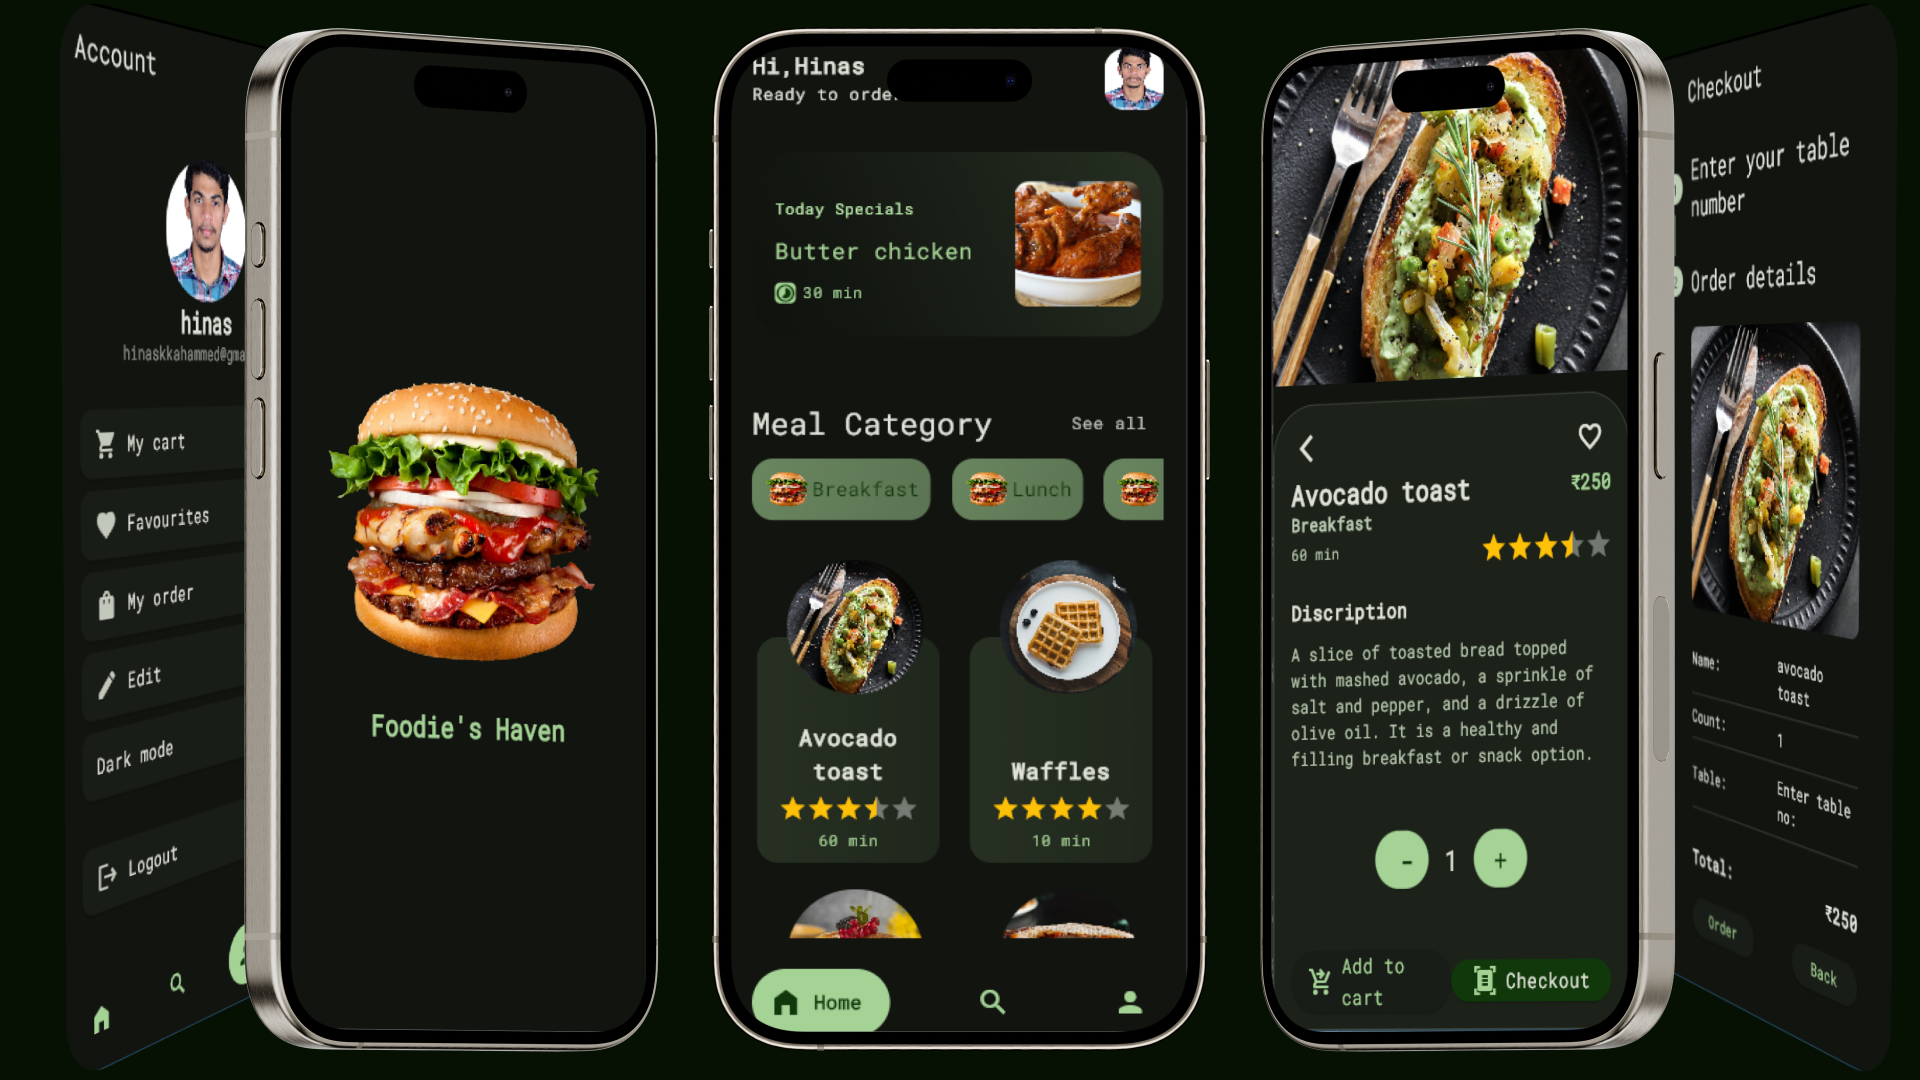 Account
hinas
hinaskkahammed@gma
My cart
Favourites
My order
Edit
Dark mode
Logout
Foodie's Haven
Hi,Hinas
Ready to order
Today Specials
Butter chicken
30 min
Meal Category
See all
Breakfast
Lunch
Avocado
toast
60 min
Waffles
10 min
Home
Avocado toast
₹250
Breakfast
60 min
Discription
A slice of toasted bread topped
with mashed avocado, a sprinkle of
salt and pepper, and a drizzle of
olive oil. It is a healthy and
filling breakfast or snack option.
-
1
+
Add to
cart
Checkout
Checkout
Enter your table
number
2
Order details
Name:
avocado
toast
Count:
1
Table:
Enter table
no:
Total:
₹250
Order
Back